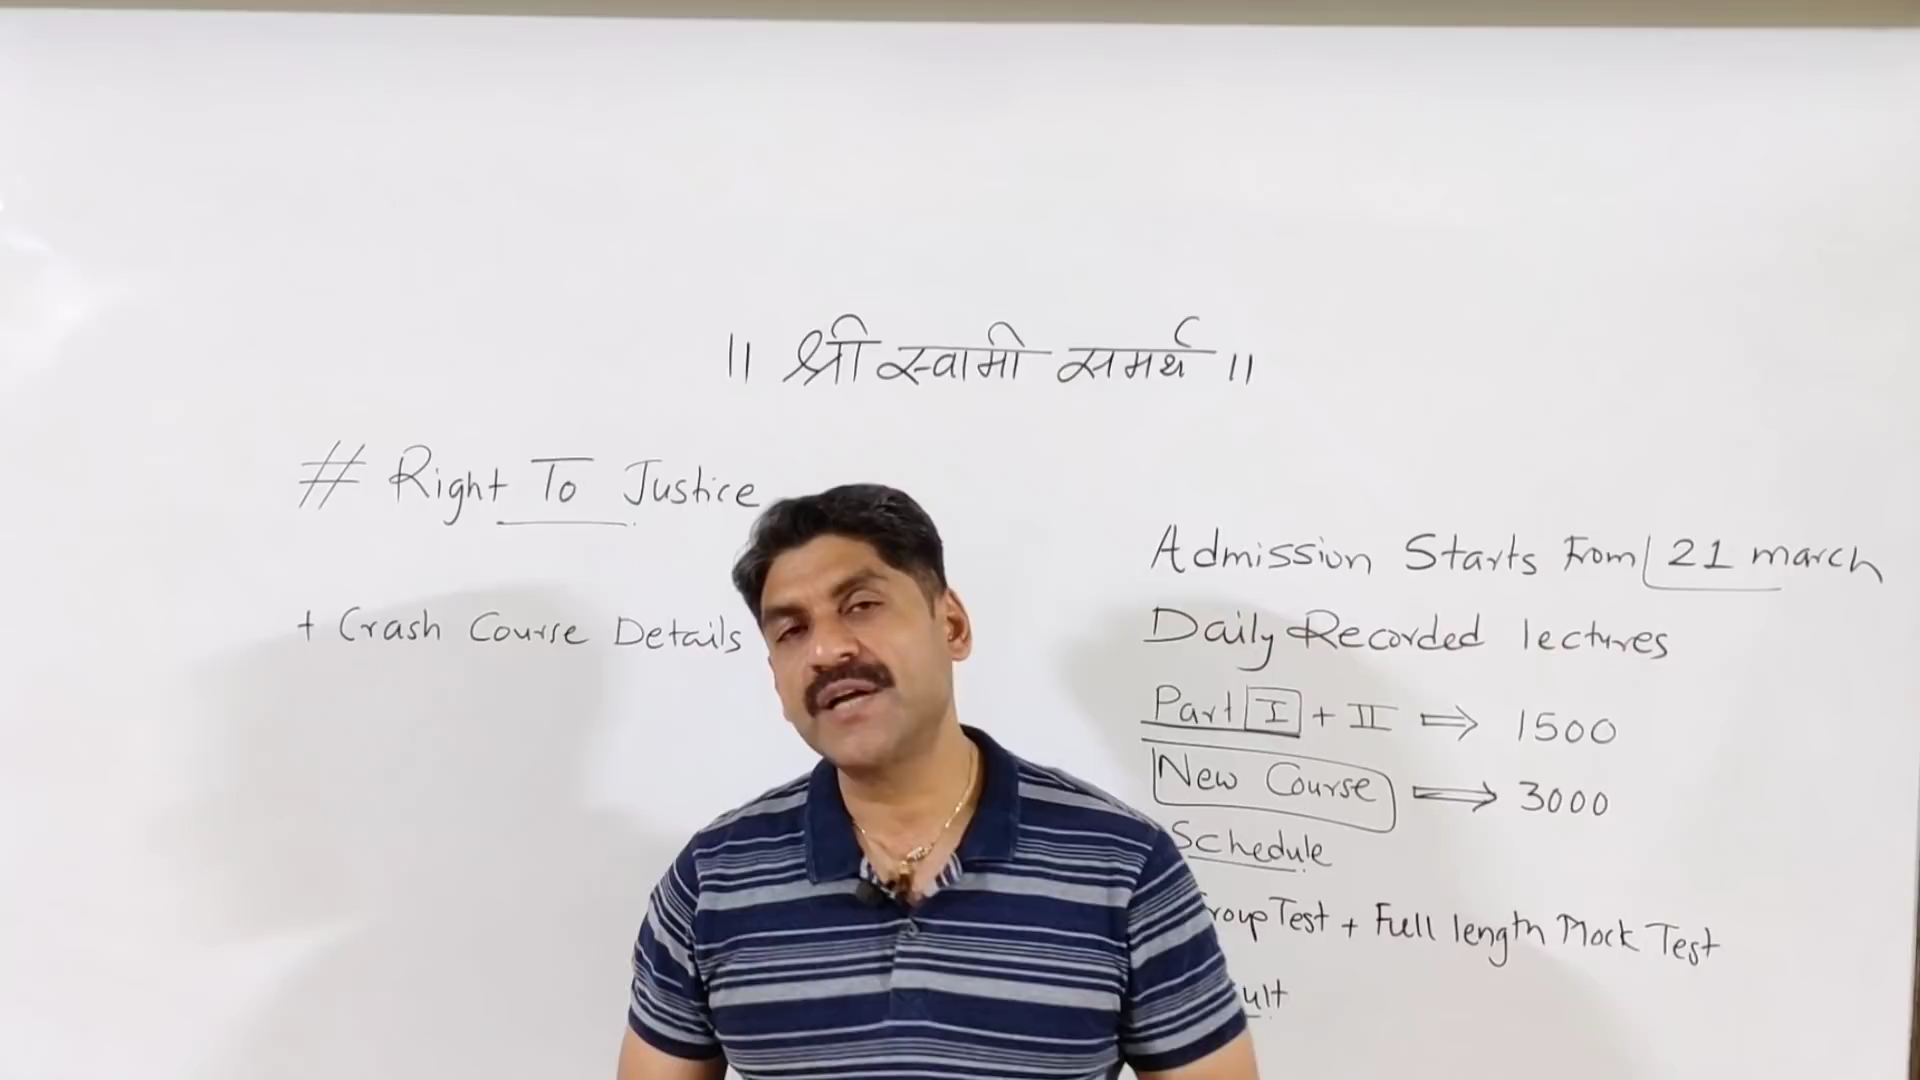 ॥ श्री स्वामी समर्थ ॥
# Right To Justice
+ Crash Course Details
Admission Starts From 21 march
Daily Recorded lectures
Part I + II ⇒ 1500
New Course ⇒ 3000
Schedule
Test + Full length Mock Test